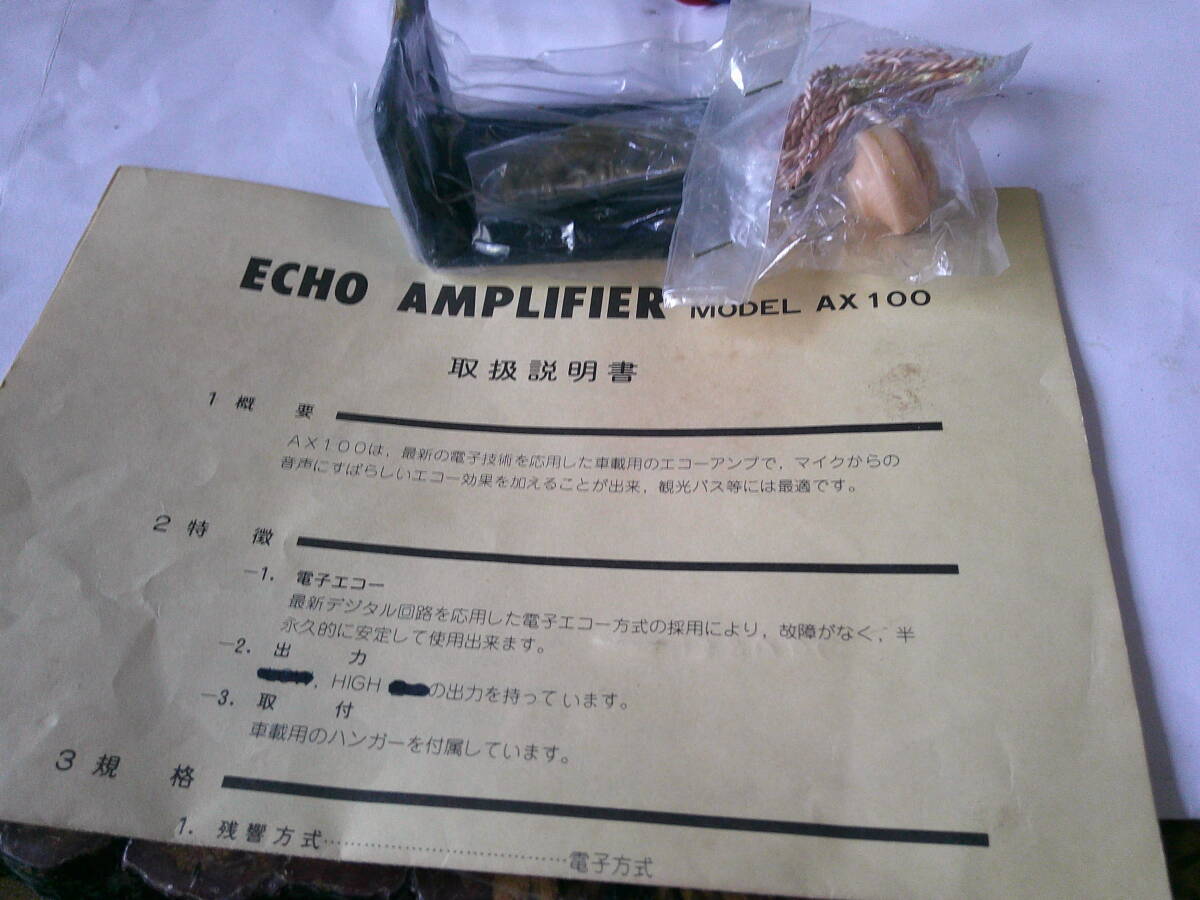 ECHO AMPLIFIER MODEL AX100
取扱説明書
1 概 要
AX100は，最新の電子技術を応用した車載用のエコーアンプで，マイクからの
音声にすばらしいエコー効果を加えることが出来，観光バス等には最適です。
2 特 徴
−1． 電子エコー
最新デジタル回路を応用した電子エコー方式の採用により，故障がなく，半
永久的に安定して使用出来ます。
−2． 出 力
，HIGH の出力を持っています。
−3． 取 付
車載用のハンガーを付属しています。
3 規 格
1． 残響方式……………………………電子方式